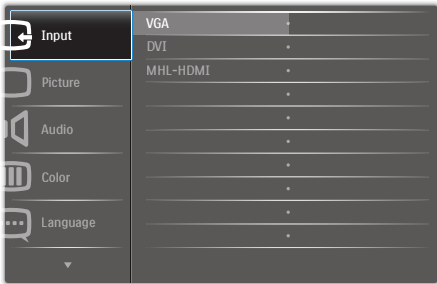 Input
Picture
Audio
Color
Language
VGA
DVI
MHL-HDMI